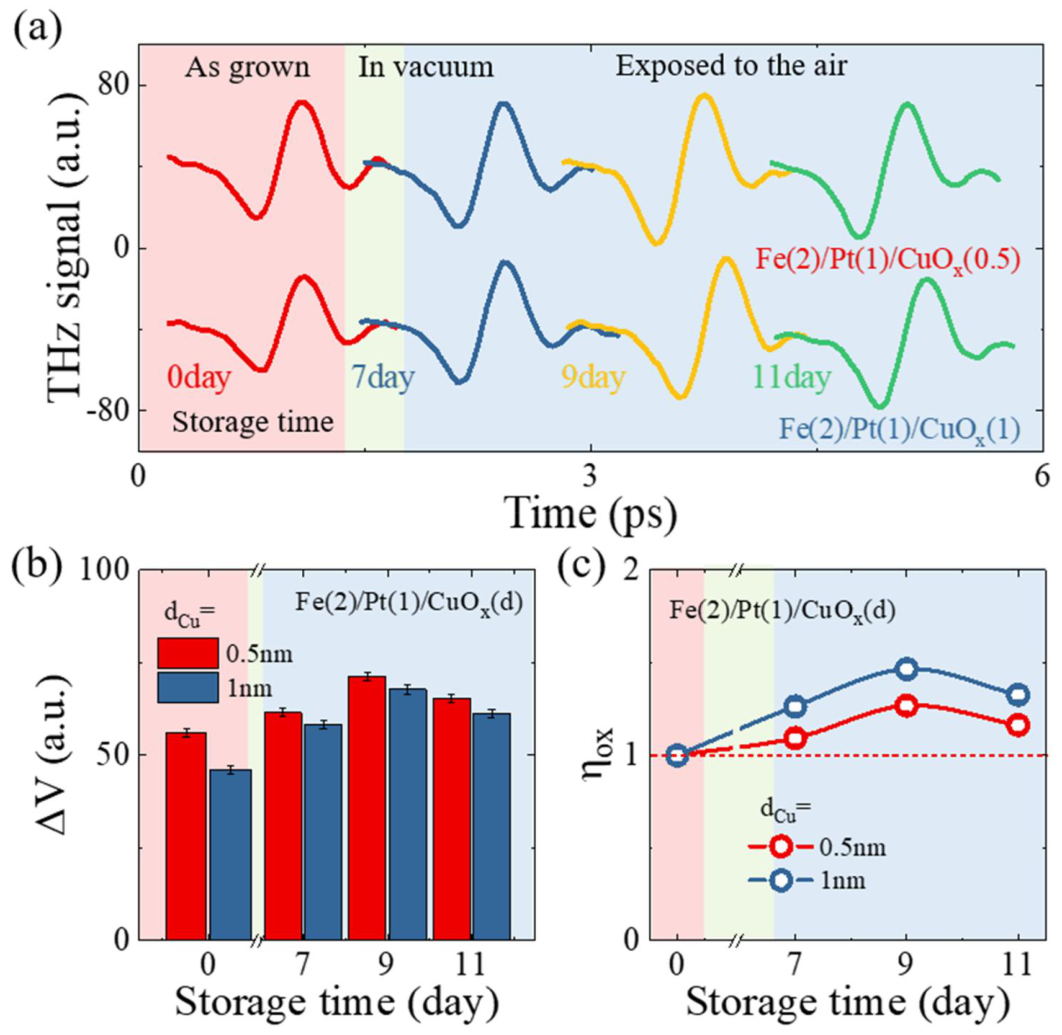 (a)
As grown In vacuum Exposed to the air
80
0
-80
THz signal (a.u.)
Fe(2)/Pt(1)/CuOₓ(0.5)
0day 7day 9day 11day
Storage time
Fe(2)/Pt(1)/CuOₓ(1)
0 3 6
Time (ps)
(b)
100
50
0
ΔV (a.u.)
Fe(2)/Pt(1)/CuOₓ(d)
d_Cu=
0.5nm
1nm
0 7 9 11
Storage time (day)
(c)
2
1
0
η_ox
Fe(2)/Pt(1)/CuOₓ(d)
d_Cu=
0.5nm
1nm
0 7 9 11
Storage time (day)